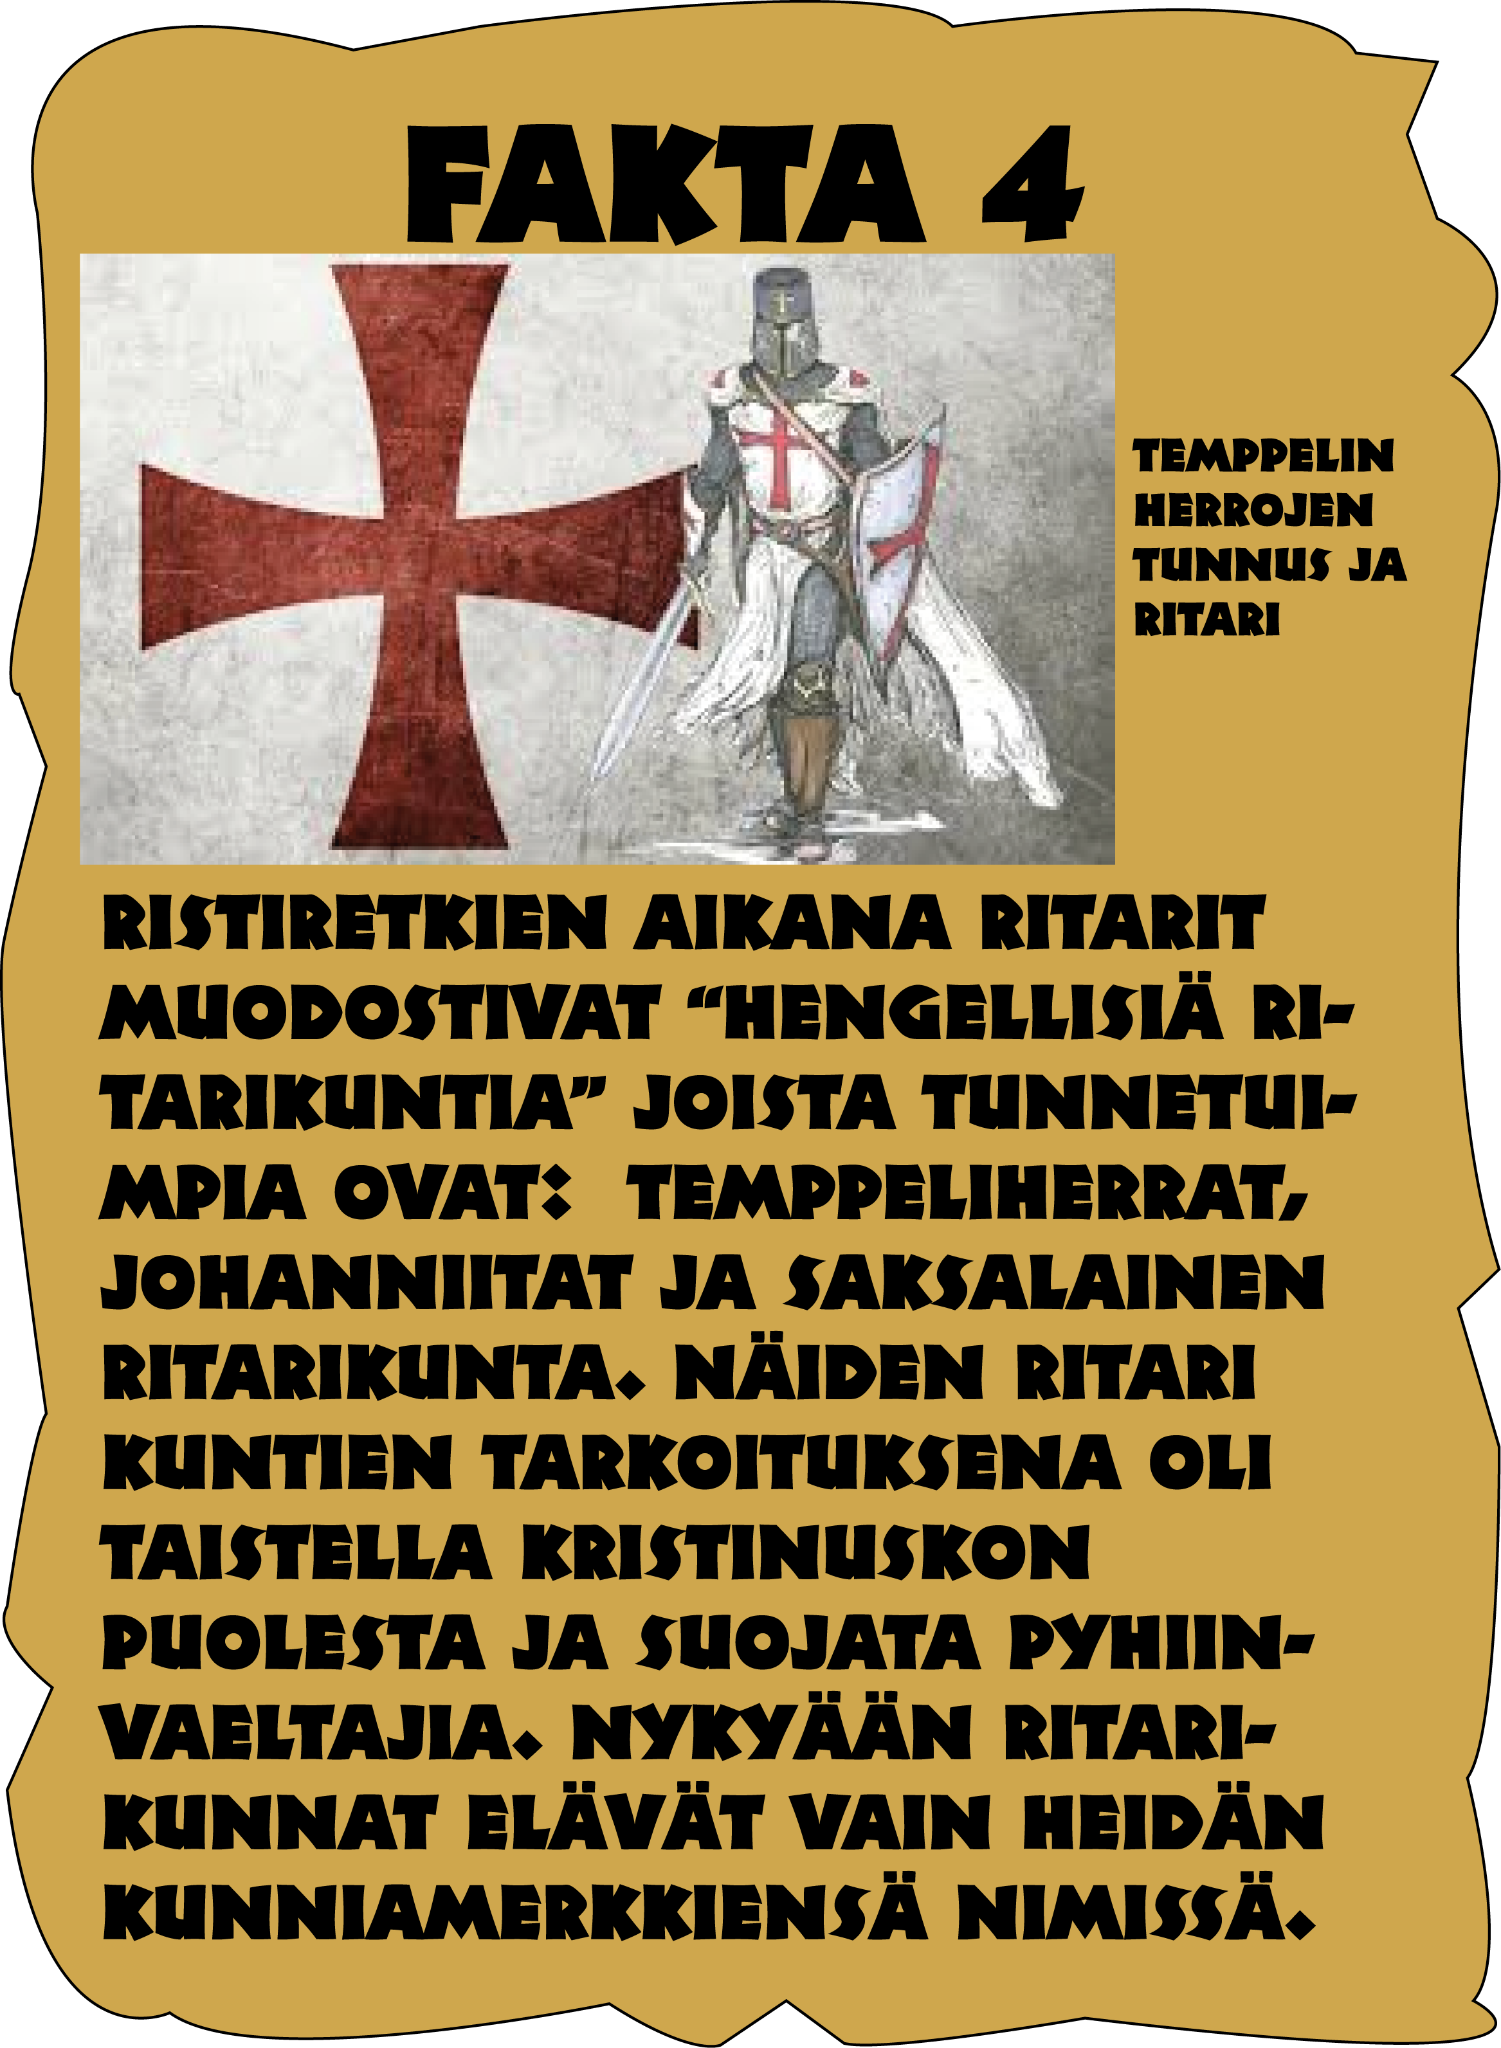 FAKTA 4
TEMPPELIN
HERROJEN
TUNNUS JA
RITARI
RISTIRETKIEN AIKANA RITARIT
MUODOSTIVAT “HENGELLISIÄ RI-
TARIKUNTIA” JOISTA TUNNETUI-
MPIA OVAT:  TEMPPELIHERRAT,
JOHANNIITAT JA SAKSALAINEN
RITARIKUNTA. NÄIDEN RITARI
KUNTIEN TARKOITUKSENA OLI
TAISTELLA KRISTINUSKON
PUOLESTA JA SUOJATA PYHIIN-
VAELTAJIA. NYKYÄÄN RITARI-
KUNNAT ELÄVÄT VAIN HEIDÄN
KUNNIAMERKKIENSÄ NIMISSÄ.